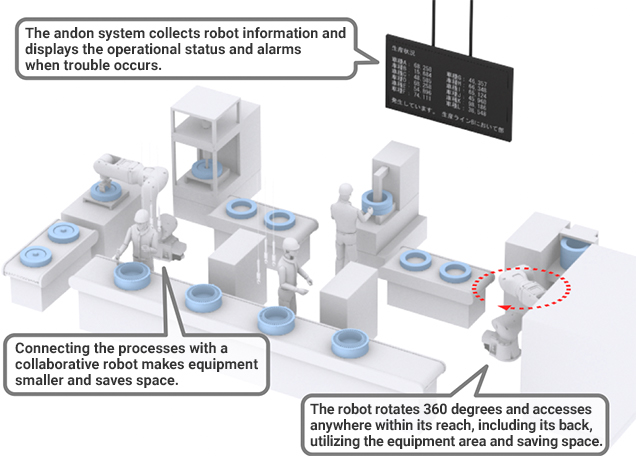 The andon system collects robot information and
displays the operational status and alarms
when trouble occurs.
生産状況
発生しています。 生産ラインBにおいて部
Connecting the processes with a
collaborative robot makes equipment
smaller and saves space.
The robot rotates 360 degrees and accesses
anywhere within its reach, including its back,
utilizing the equipment area and saving space.